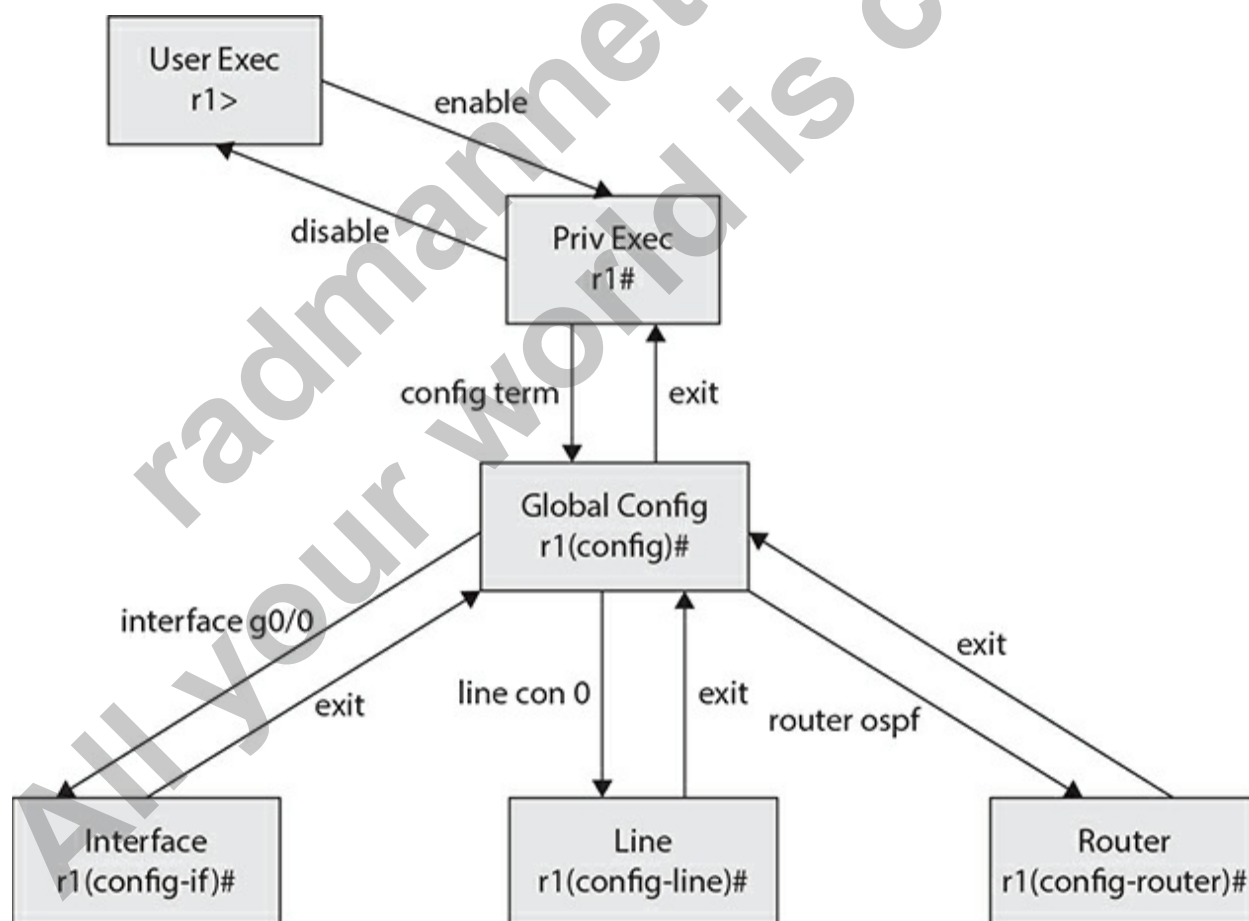 User Exec
r1>
enable
disable
Priv Exec
r1#
config term
exit
Global Config
r1(config)#
interface g0/0
exit
line con 0
exit
router ospf
exit
Interface
r1(config-if)#
Line
r1(config-line)#
Router
r1(config-router)#
radmannet
All your world is c